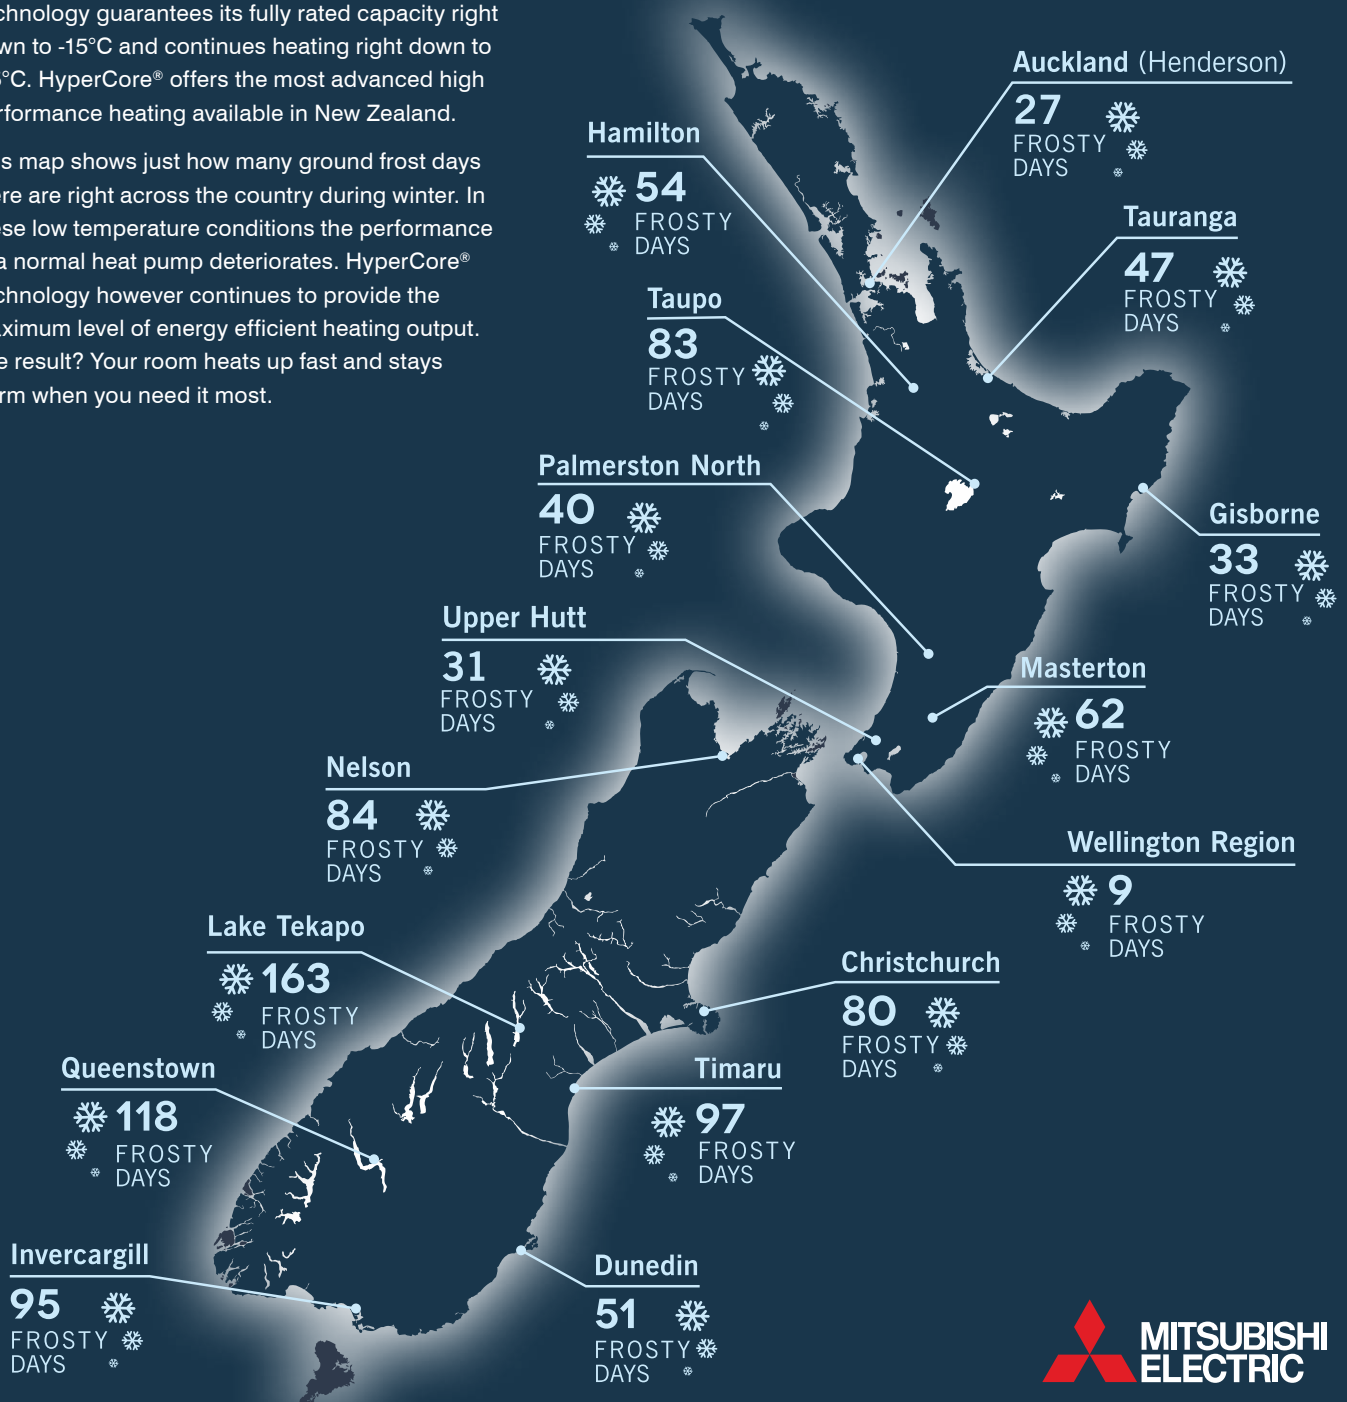 chnology guarantees its fully rated capacity right
wn to -15°C and continues heating right down to
°C. HyperCore® offers the most advanced high
rformance heating available in New Zealand.
s map shows just how many ground frost days
ere are right across the country during winter. In
ese low temperature conditions the performance
a normal heat pump deteriorates. HyperCore®
chnology however continues to provide the
aximum level of energy efficient heating output.
e result? Your room heats up fast and stays
rm when you need it most.
Auckland (Henderson)
27
FROSTY
DAYS
Hamilton
54
FROSTY
DAYS
Tauranga
47
FROSTY
DAYS
Taupo
83
FROSTY
DAYS
Palmerston North
40
FROSTY
DAYS
Gisborne
33
FROSTY
DAYS
Upper Hutt
31
FROSTY
DAYS
Masterton
62
FROSTY
DAYS
Nelson
84
FROSTY
DAYS
Wellington Region
9
FROSTY
DAYS
Lake Tekapo
163
FROSTY
DAYS
Christchurch
80
FROSTY
DAYS
Queenstown
118
FROSTY
DAYS
Timaru
97
FROSTY
DAYS
Invercargill
95
FROSTY
DAYS
Dunedin
51
FROSTY
DAYS
MITSUBISHI
ELECTRIC